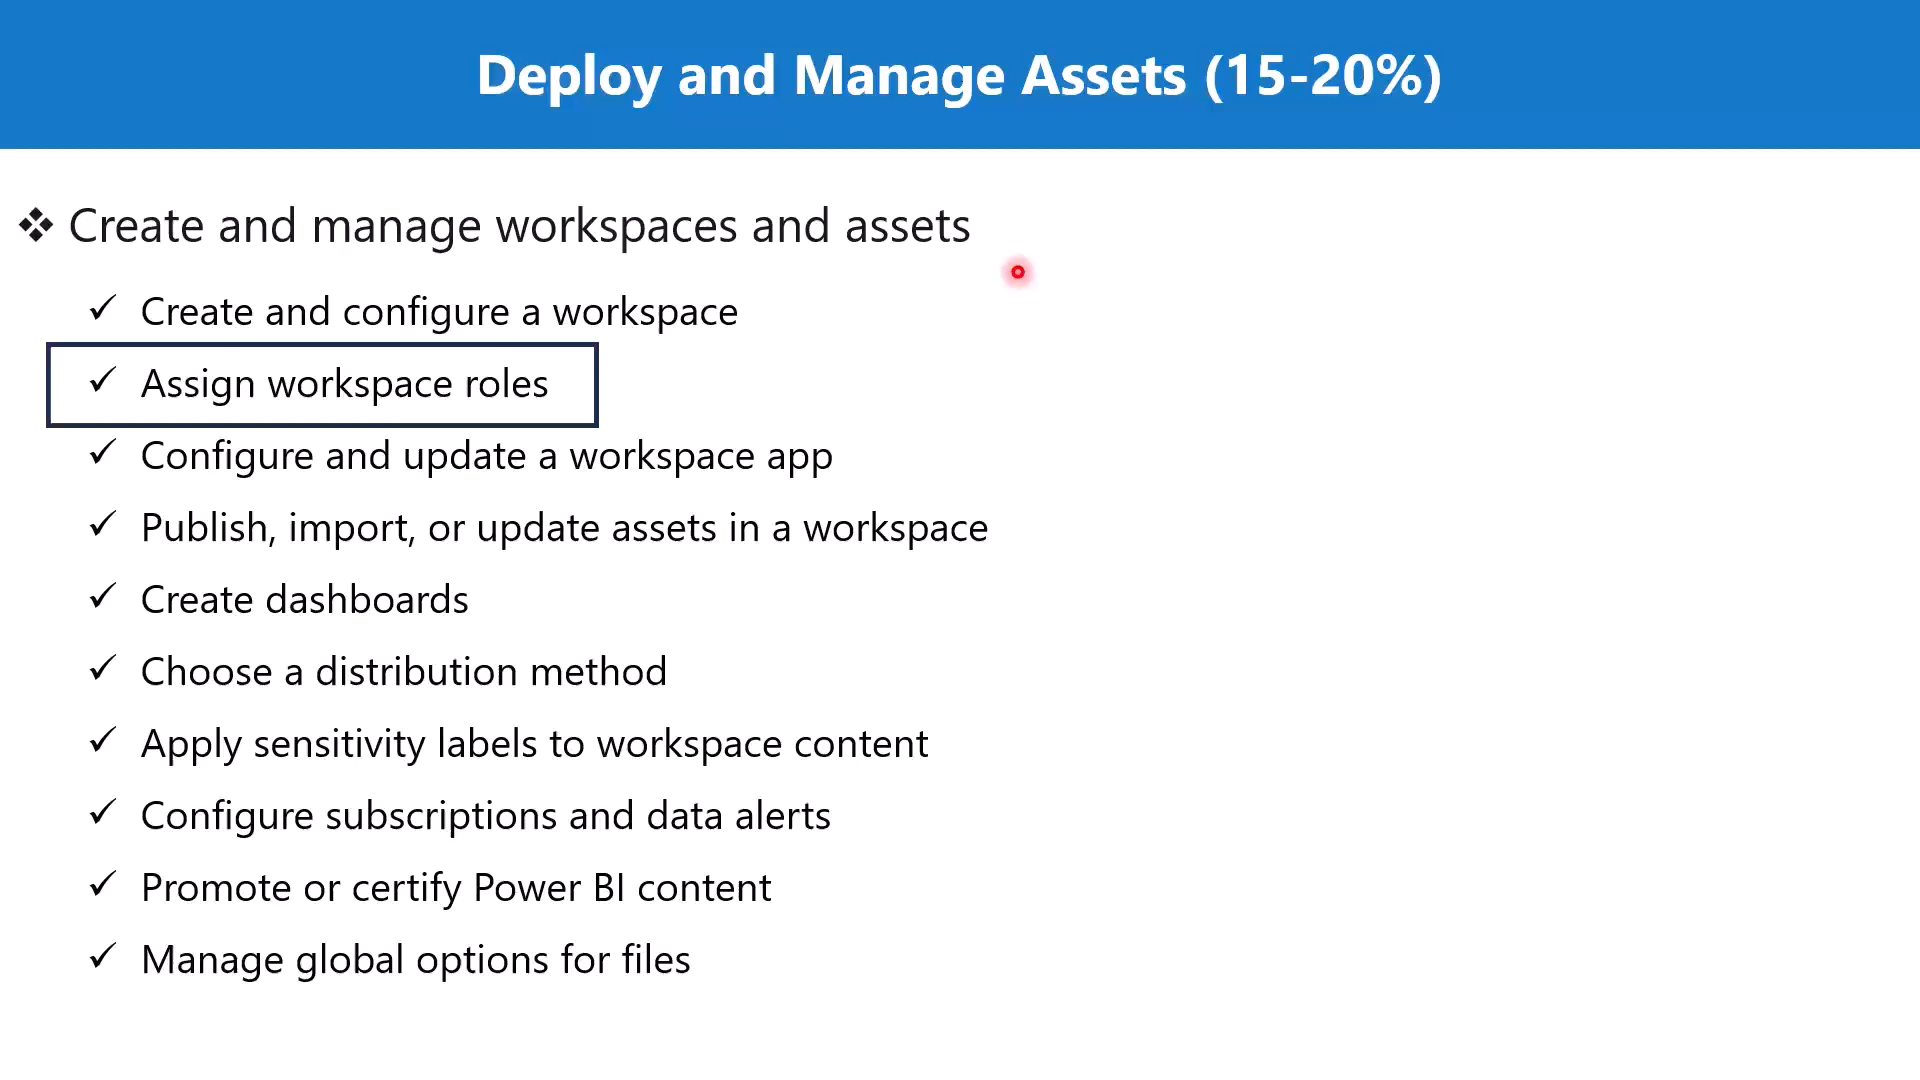 Deploy and Manage Assets (15-20%)
Create and manage workspaces and assets
Create and configure a workspace
Assign workspace roles
Configure and update a workspace app
Publish, import, or update assets in a workspace
Create dashboards
Choose a distribution method
Apply sensitivity labels to workspace content
Configure subscriptions and data alerts
Promote or certify Power BI content
Manage global options for files